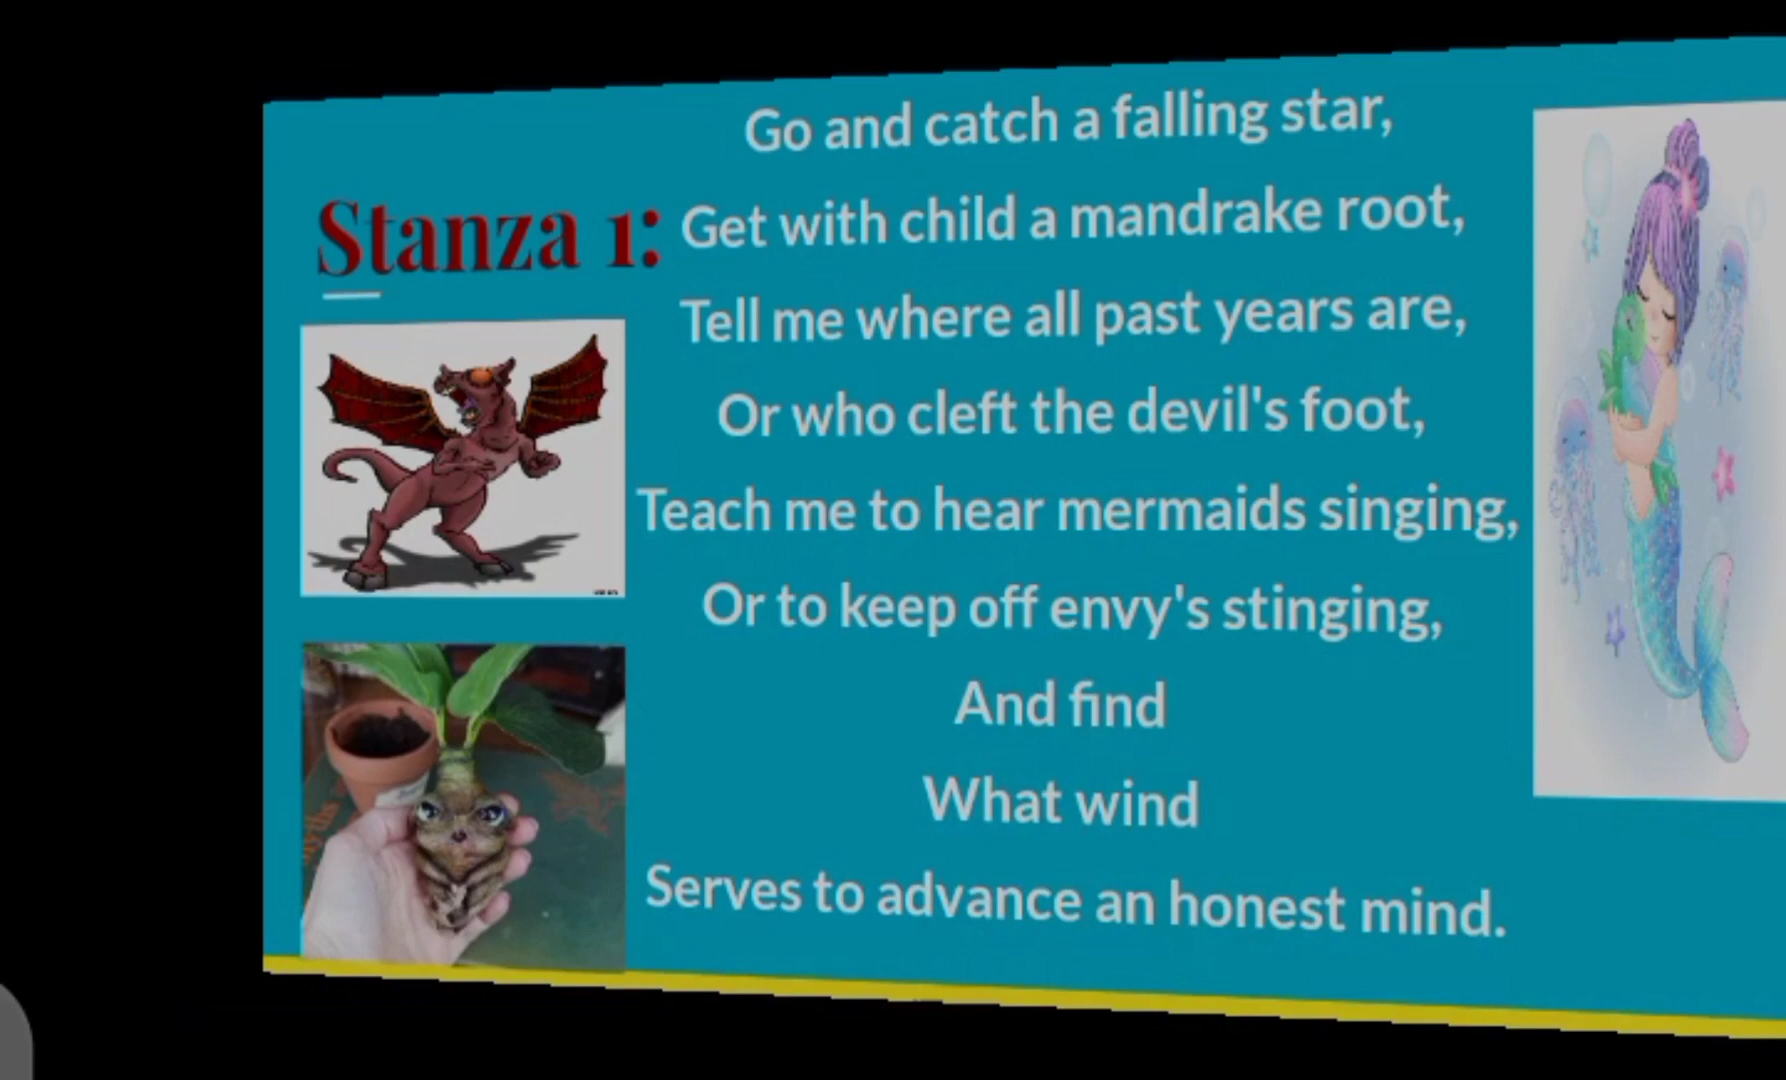 Stanza 1:
Go and catch a falling star,
Get with child a mandrake root,
Tell me where all past years are,
Or who cleft the devil's foot,
Teach me to hear mermaids singing,
Or to keep off envy's stinging,
And find
What wind
Serves to advance an honest mind.